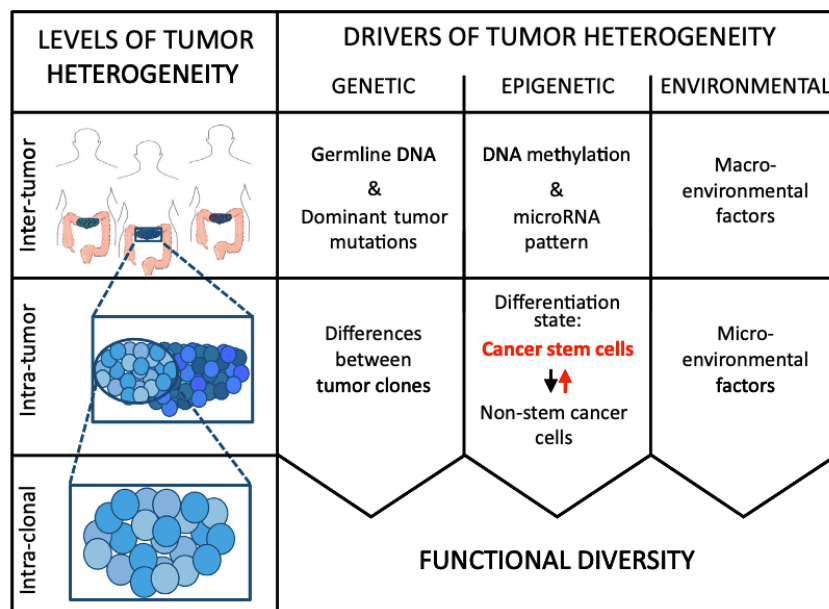 LEVELS OF TUMOR
HETEROGENEITY
DRIVERS OF TUMOR HETEROGENEITY
GENETIC
EPIGENETIC
ENVIRONMENTAL
Inter-tumor
Germline DNA
&
Dominant tumor
mutations
DNA methylation
&
microRNA
pattern
Macro-
environmental
factors
Intra-tumor
Differences
between
tumor clones
Differentiation
state:
Cancer stem cells
Non-stem cancer
cells
Micro-
environmental
factors
Intra-clonal
FUNCTIONAL DIVERSITY